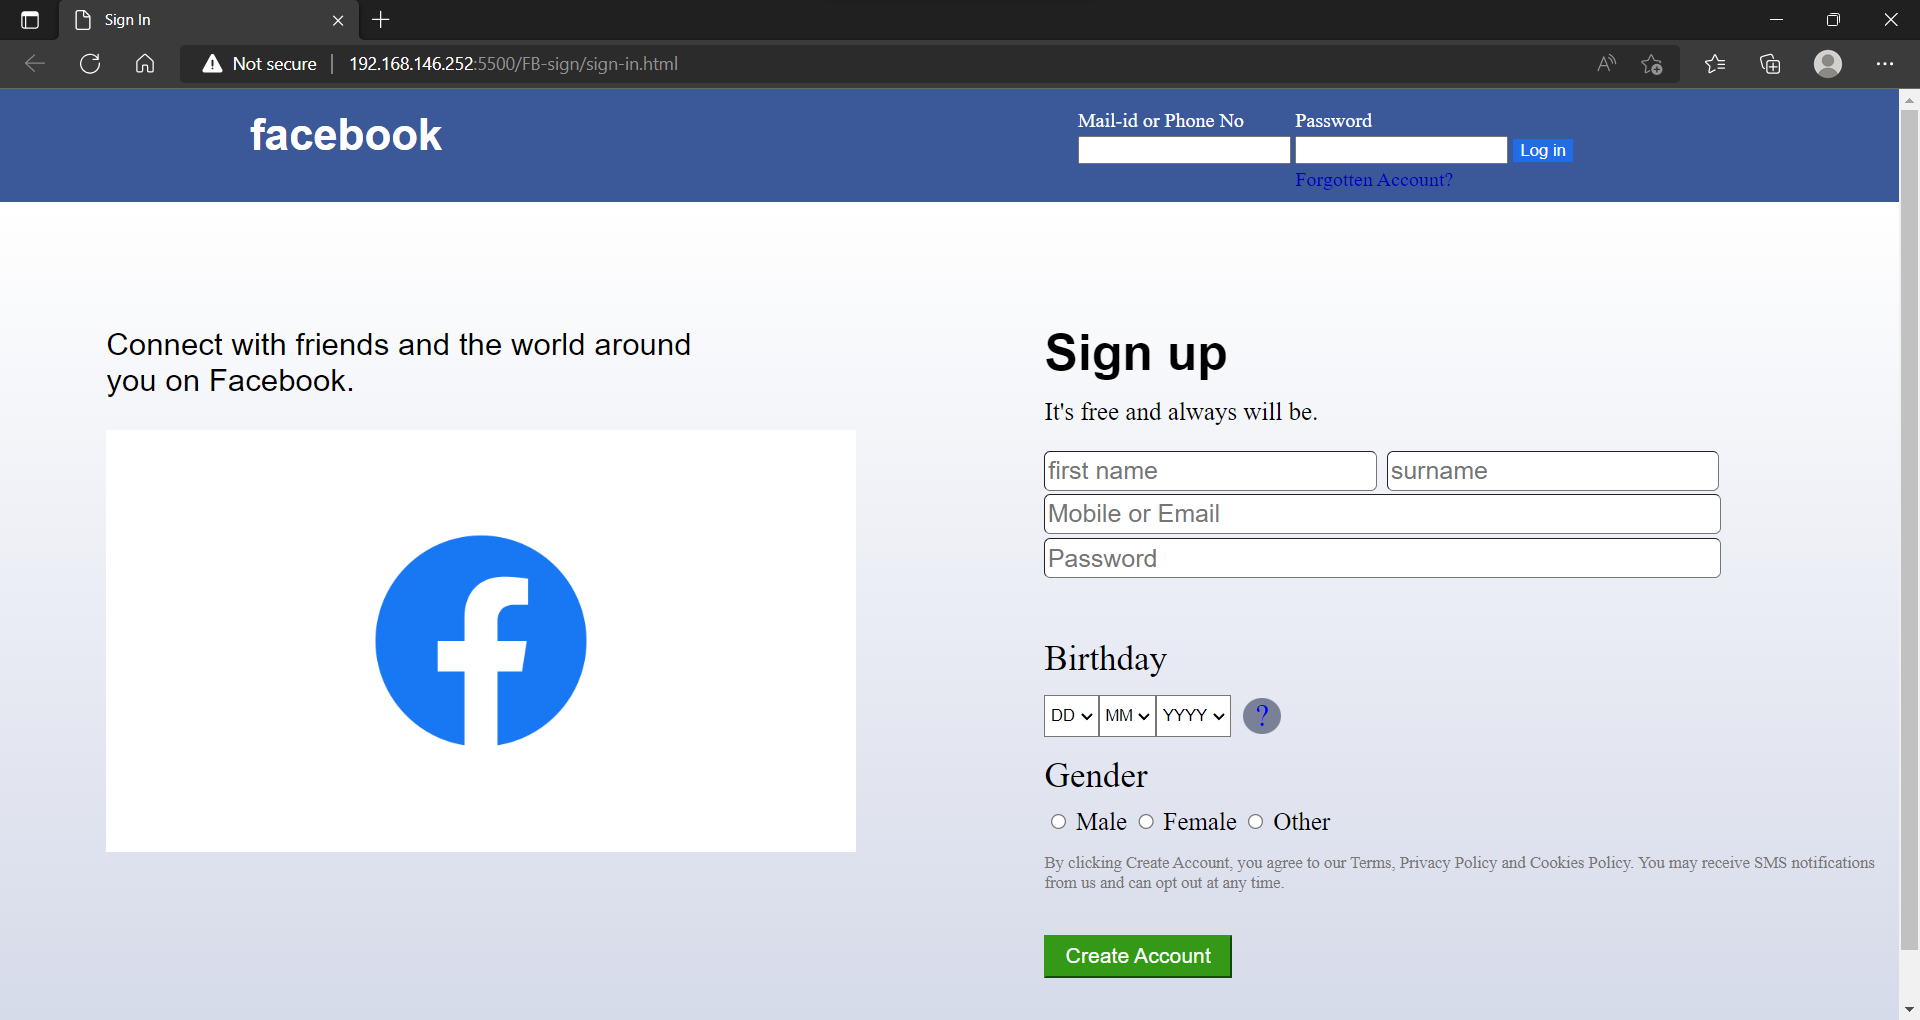 Sign In
Not secure 192.168.146.252:5500/FB-sign/sign-in.html
facebook
Mail-id or Phone No Password
Log in
Forgotten Account?
Connect with friends and the world around
you on Facebook.
Sign up
It's free and always will be.
first name surname
Mobile or Email
Password
Birthday
DD MM YYYY ?
Gender
Male Female Other
By clicking Create Account, you agree to our Terms, Privacy Policy and Cookies Policy. You may receive SMS notifications
from us and can opt out at any time.
Create Account